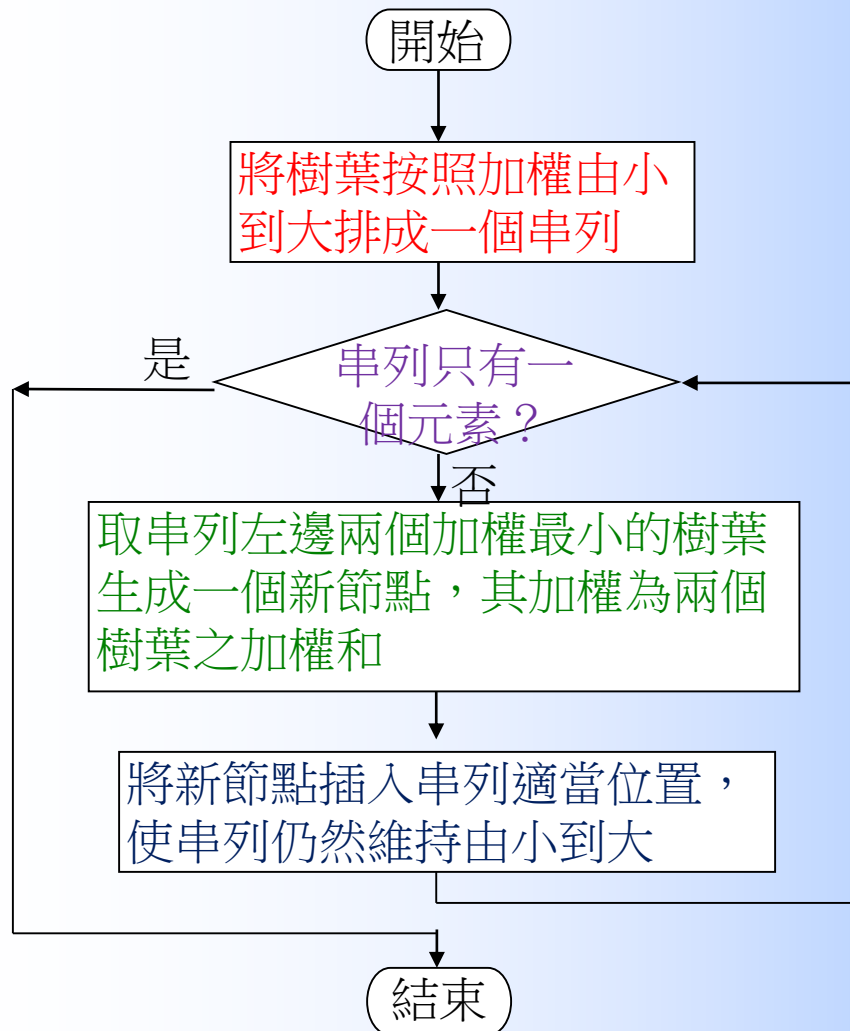 開始
將樹葉按照加權由小
到大排成一個串列
是
串列只有一
個元素？
否
取串列左邊兩個加權最小的樹葉
生成一個新節點，其加權為兩個
樹葉之加權和
將新節點插入串列適當位置，
使串列仍然維持由小到大
結束